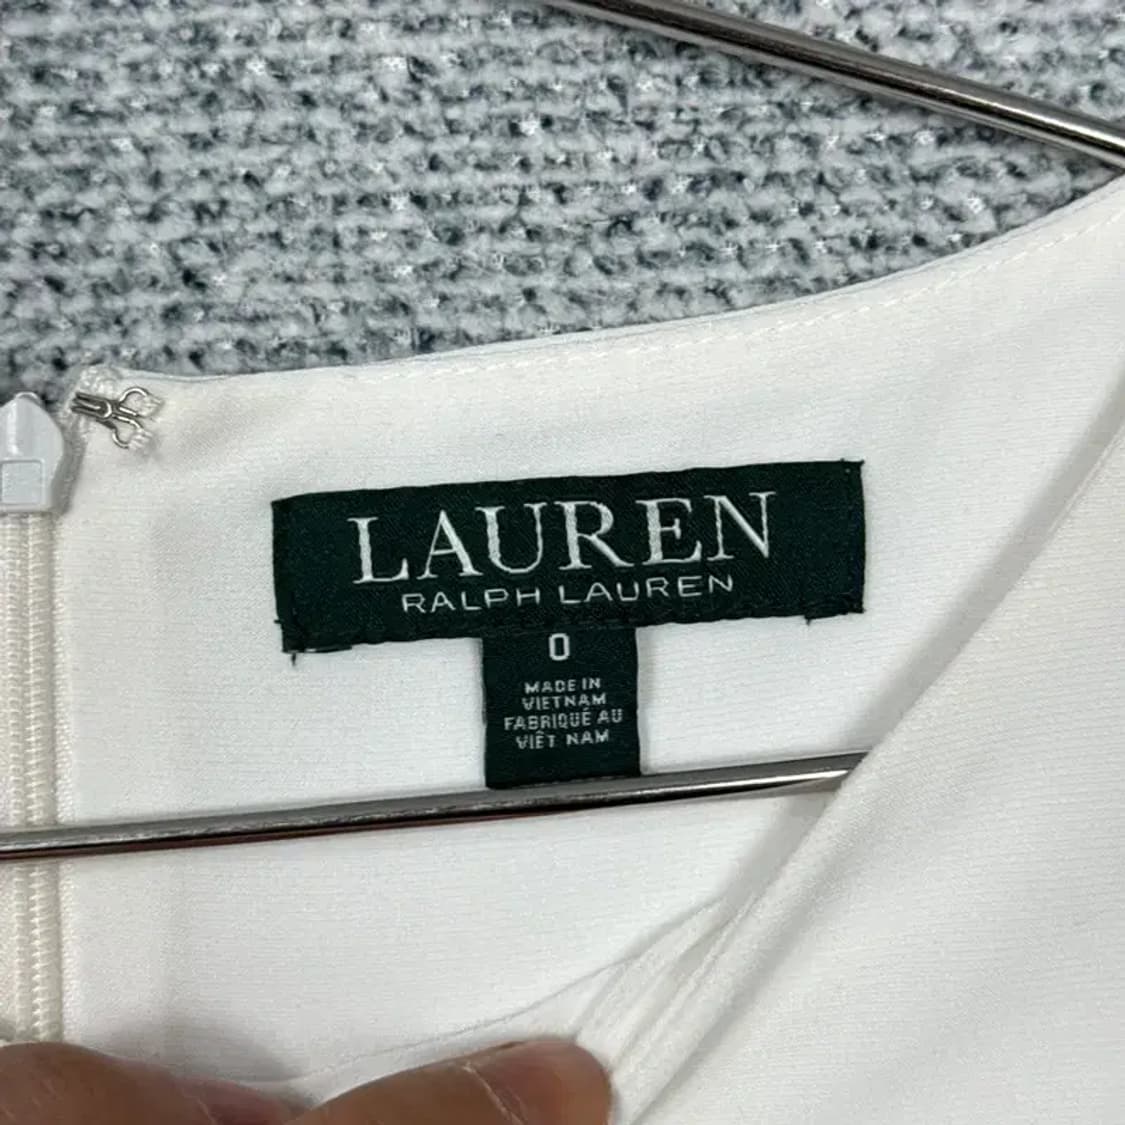 LAUREN
RALPH LAUREN
0
MADE IN
VIETNAM
FABRIQUÉ AU
VIÊT NAM